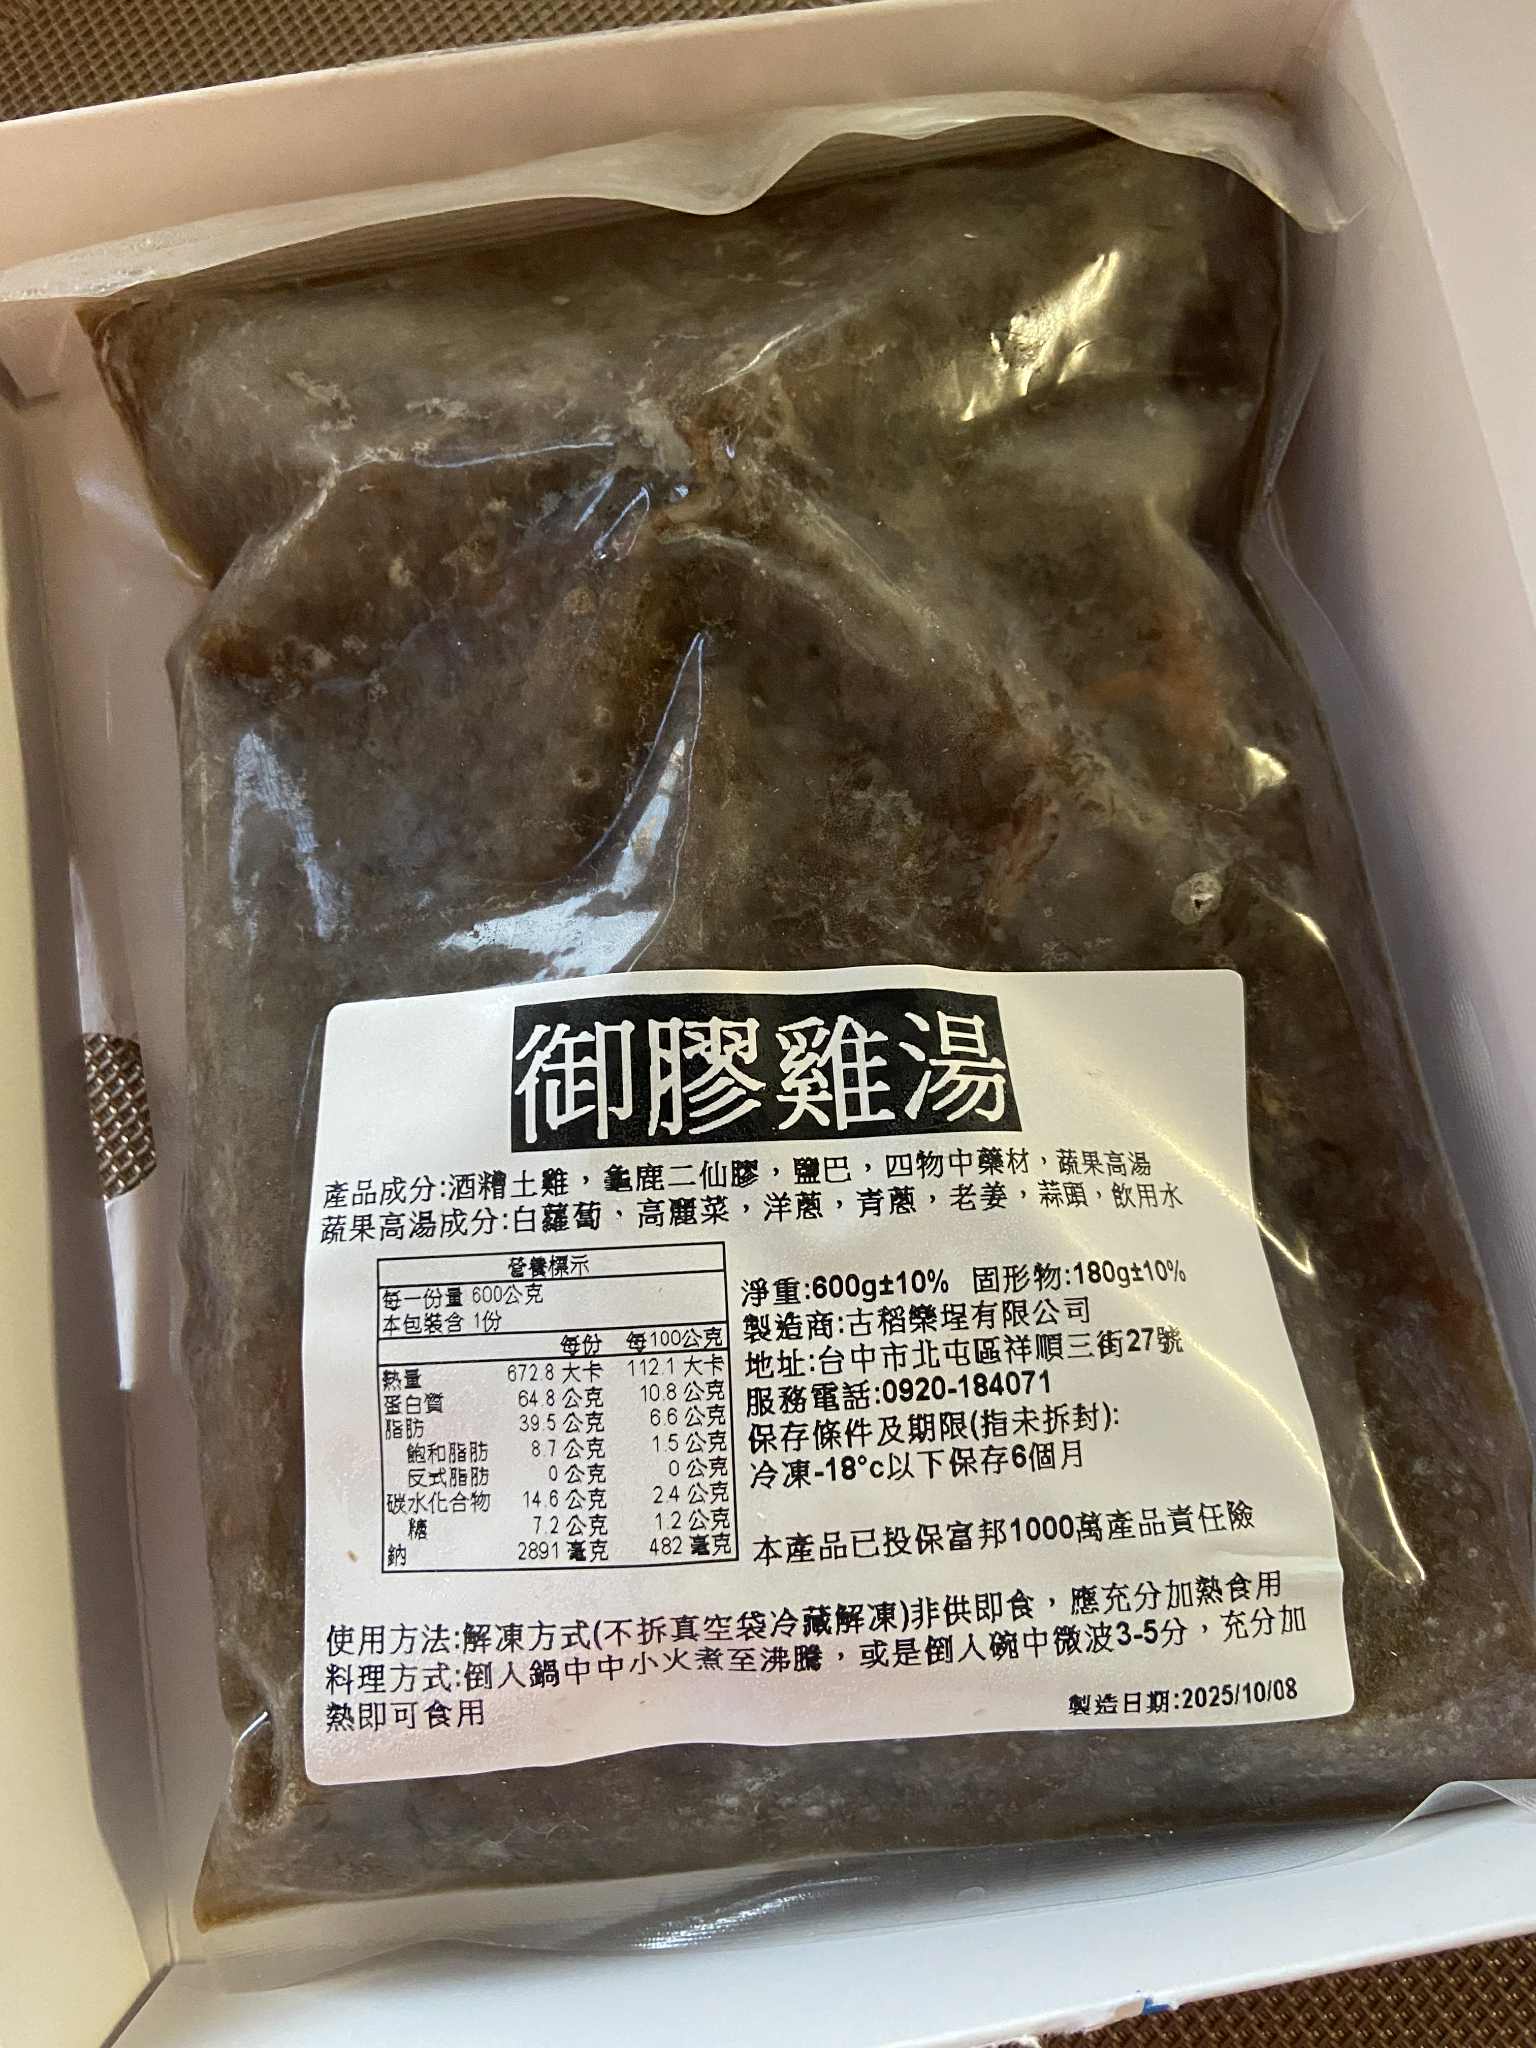 御膠雞湯
產品成分:酒糟土雞，龜鹿二仙膠，鹽巴，四物中藥材，蔬果高湯
蔬果高湯成分:白蘿蔔、高麗菜，洋蔥，青蔥，老姜，蒜頭，飲用水
營養標示
每一份量 600公克
本包裝含 1份
每份 每100公克
熱量 672.8 大卡 112.1 大卡
蛋白質 64.8 公克 10.8 公克
脂肪 39.5 公克 6.6 公克
飽和脂肪 8.7 公克 1.5 公克
反式脂肪 0 公克 0 公克
碳水化合物 14.6 公克 2.4 公克
糖 7.2 公克 1.2 公克
鈉 2891 毫克 482 毫克
淨重:600g±10% 固形物:180g±10%
製造商:古稻樂埕有限公司
地址:台中市北屯區祥順三街27號
服務電話:0920-184071
保存條件及期限(指未拆封):
冷凍-18°c以下保存6個月
本產品已投保富邦1000萬產品責任險
使用方法:解凍方式(不拆真空袋冷藏解凍)非供即食，應充分加熱食用
料理方式:倒人鍋中中小火煮至沸騰，或是倒人碗中微波3-5分，充分加
熱即可食用
製造日期:2025/10/08